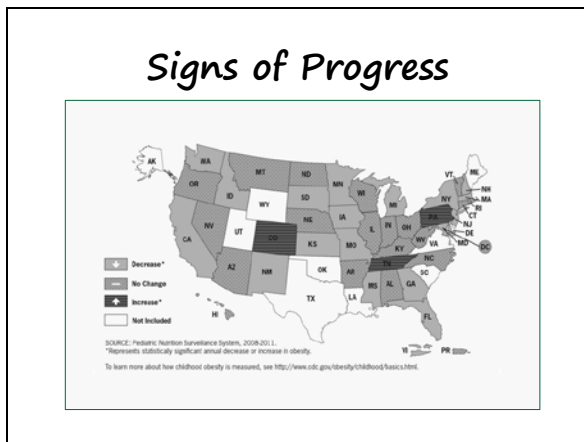 Signs of Progress
AK
WA
MT
ND
MN
VT
ME
OR
ID
SD
WI
MI
NY
NH
MA
WY
RI
CT
NV
NE
IA
PA
NJ
UT
CO
IL
IN
OH
DE
CA
KS
MO
KY
WV
VA
MD
DC
AZ
NM
OK
AR
TN
NC
SC
MS
AL
GA
TX
LA
HI
FL
VI
PR
Decrease*
No Change
Increase*
Not Included
SOURCE: Pediatric Nutrition Surveillance System, 2008-2011.
*Represents statistically significant annual decrease or increase in obesity.
To learn more about how childhood obesity is measured, see http://www.cdc.gov/obesity/childhood/basics.html.